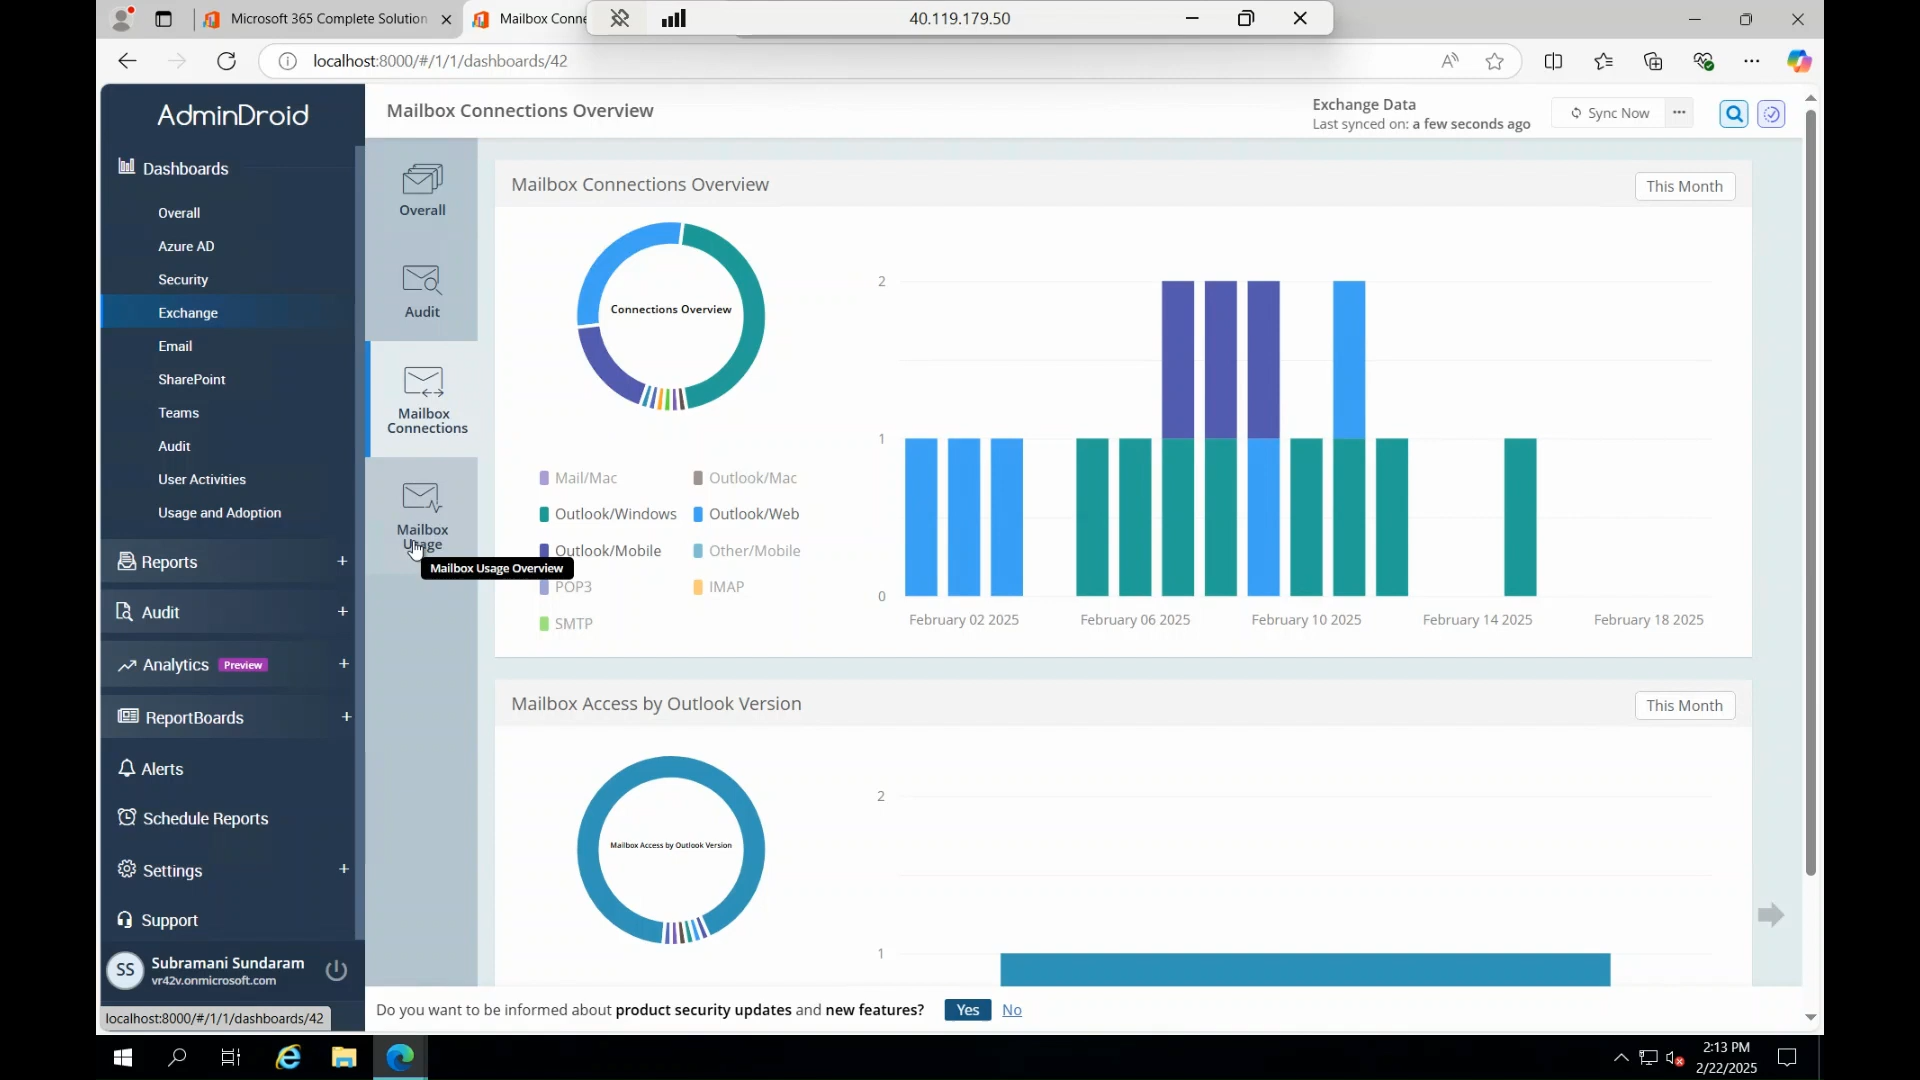 Microsoft 365 Complete Solution
Mailbox Conne
40.119.179.50
localhost:8000/#/1/1/dashboards/42
AdminDroid
Dashboards
Overall
Azure AD
Security
Exchange
Email
SharePoint
Teams
Audit
User Activities
Usage and Adoption
Reports
+
Audit
+
Analytics Preview
+
ReportBoards
+
Alerts
Schedule Reports
Settings
+
Support
SS
Subramani Sundaram
vr42v.onmicrosoft.com
localhost:8000/#/1/1/dashboards/42
Mailbox Connections Overview
Exchange Data
Last synced on: a few seconds ago
Sync Now
Overall
Audit
Mailbox
Connections
Mailbox
Usage
Mailbox Usage Overview
Mailbox Connections Overview
This Month
Connections Overview
Mail/Mac
Outlook/Mac
Outlook/Windows
Outlook/Web
Outlook/Mobile
Other/Mobile
POP3
IMAP
SMTP
2
1
0
February 02 2025
February 06 2025
February 10 2025
February 14 2025
February 18 2025
Mailbox Access by Outlook Version
This Month
Mailbox Access by Outlook Version
2
1
Do you want to be informed about product security updates and new features?
Yes
No
2:13 PM
2/22/2025